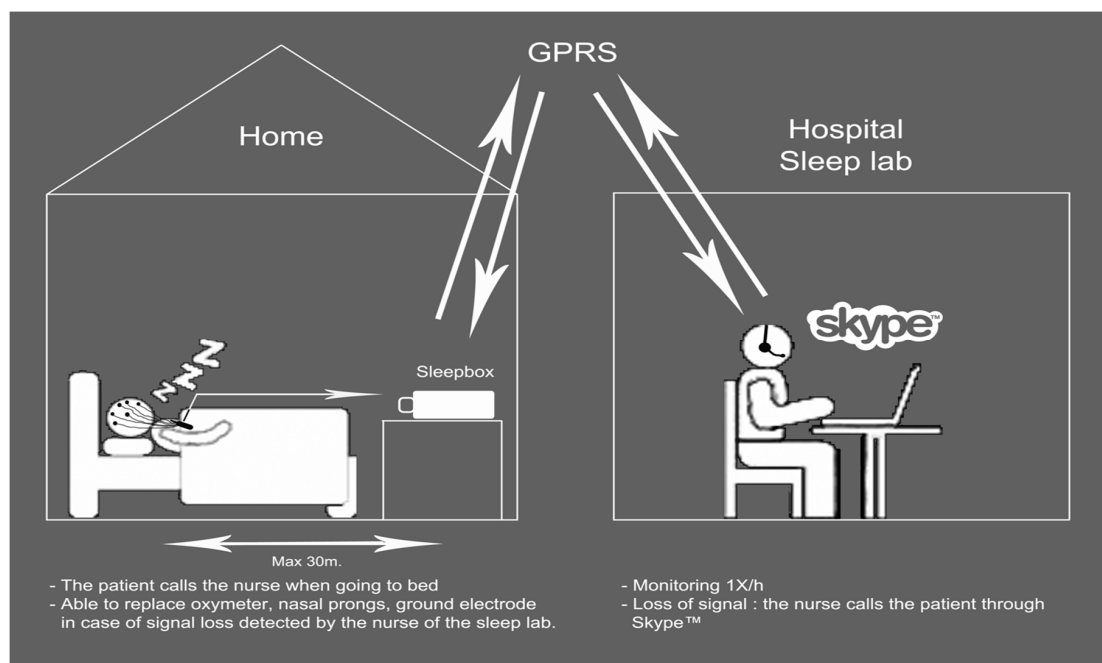 GPRS
Home
Hospital
Sleep lab
skype™
Sleepbox
ZZZZ
Max 30m.
- The patient calls the nurse when going to bed
- Able to replace oxymeter, nasal prongs, ground electrode
in case of signal loss detected by the nurse of the sleep lab.
- Monitoring 1X/h
- Loss of signal : the nurse calls the patient through
Skype™